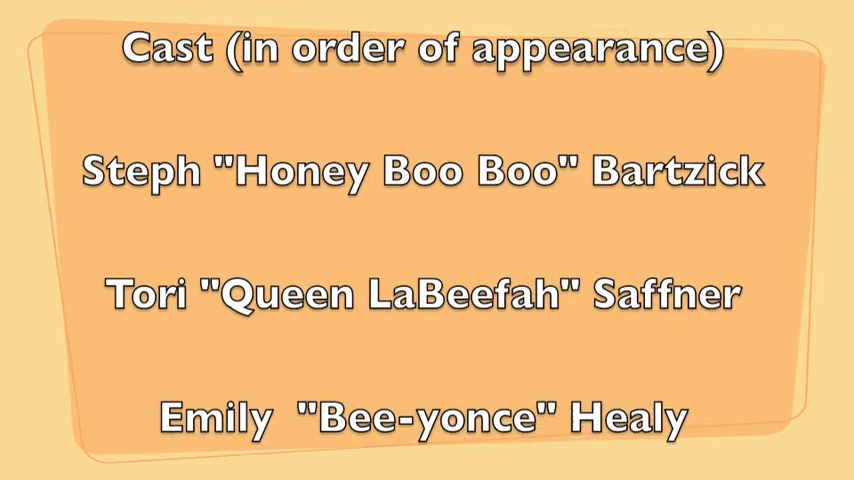 Cast (in order of appearance)
Steph "Honey Boo Boo" Bartzick
Tori "Queen LaBeefah" Saffner
Emily "Bee-yonce" Healy